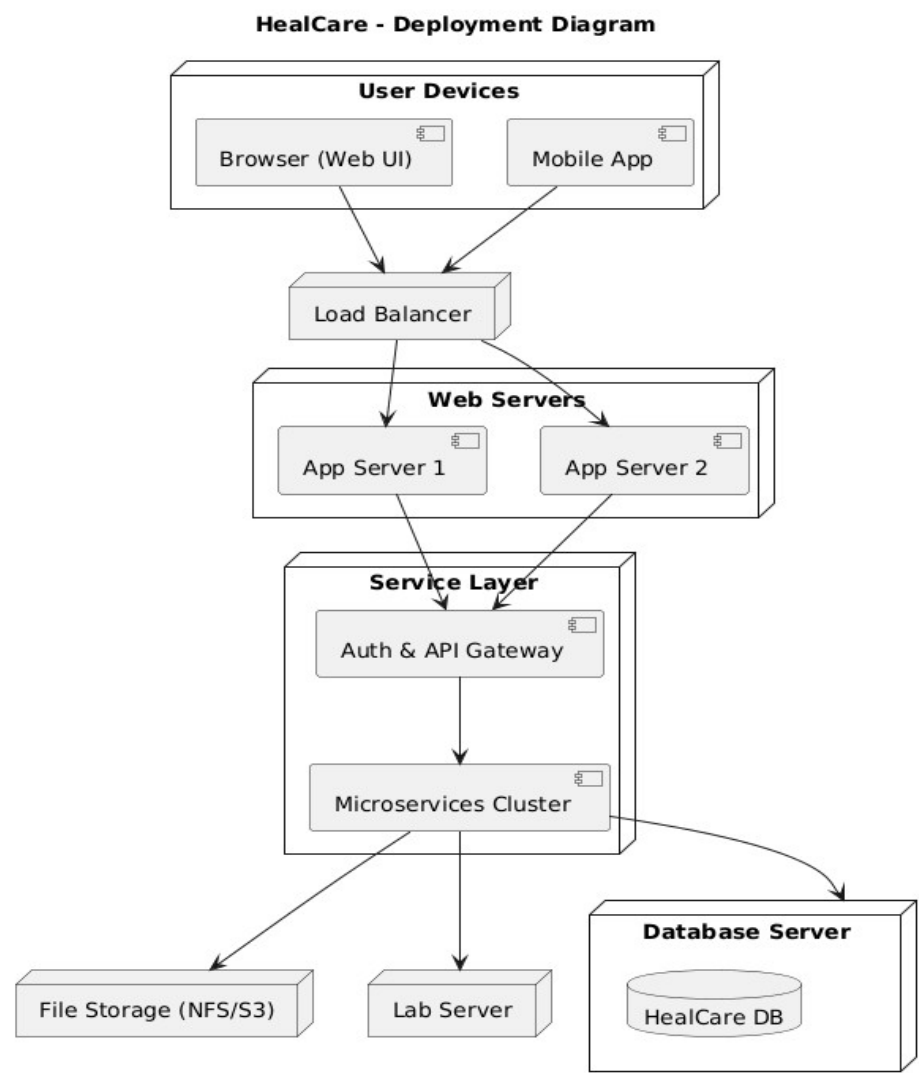 HealCare - Deployment Diagram
User Devices
Browser (Web UI)
Mobile App
Load Balancer
Web Servers
App Server 1
App Server 2
Service Layer
Auth & API Gateway
Microservices Cluster
Database Server
File Storage (NFS/S3)
Lab Server
HealCare DB